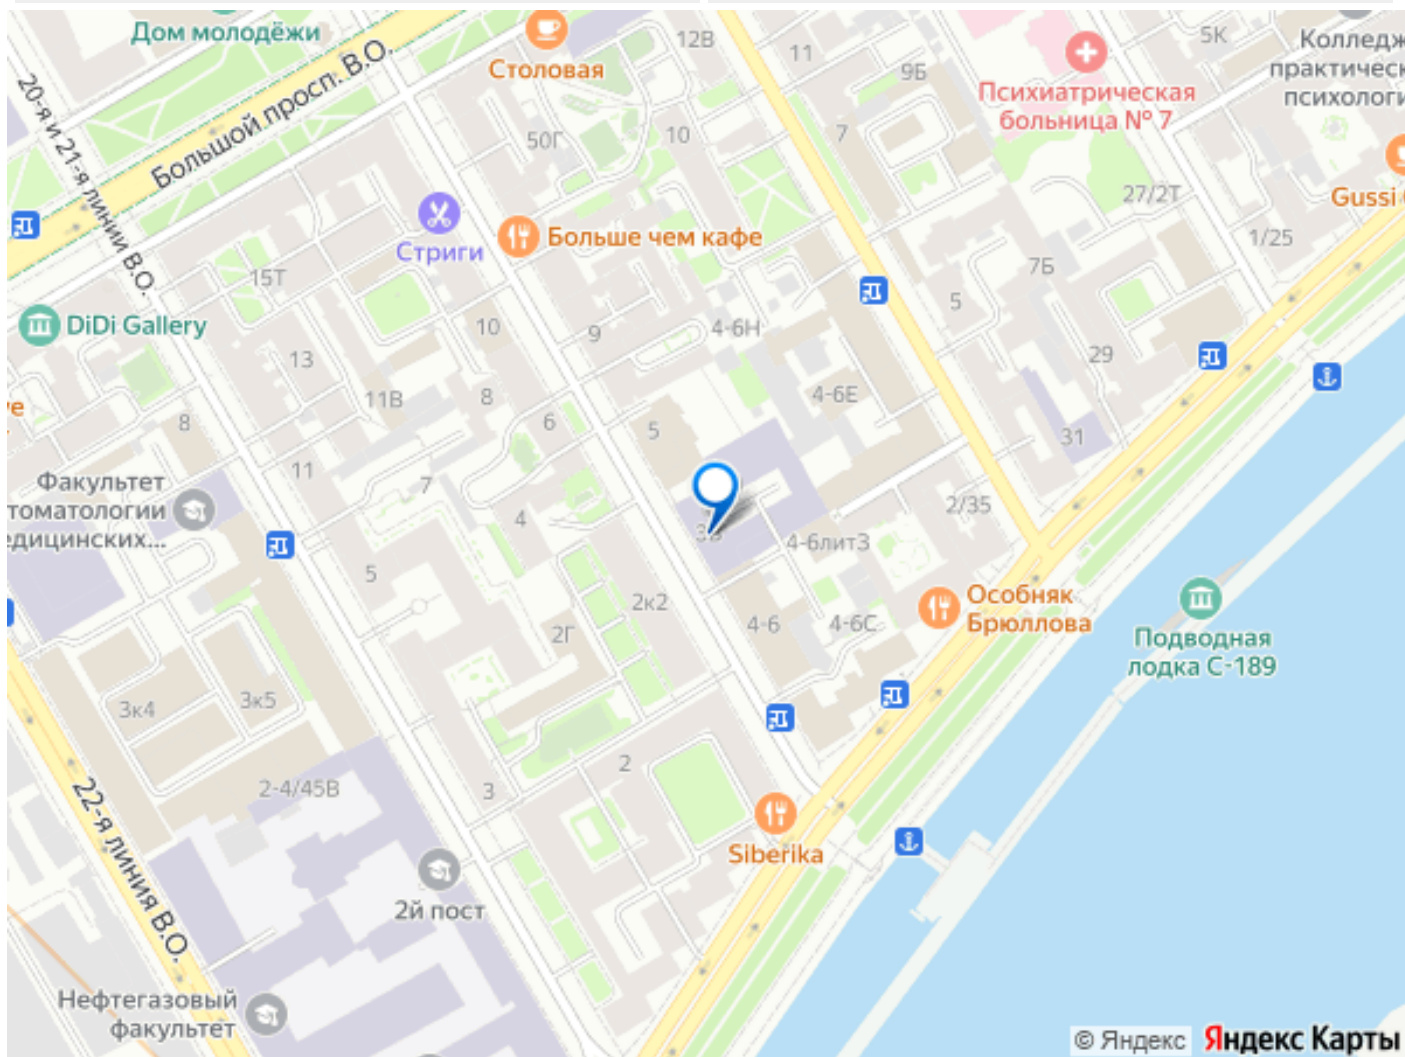 Дом молодёжи
Столовая
12В
11
9Б
5К
Колледж
практическ
психологи
Психиатрическая
больница № 7
20-я и 21-я линии В.О.
Большой просп. В.О.
50Г
10
7
27/2Т
Gussi
Стриги
Больше чем кафе
1/25
15Т
7Б
5
DiDi Gallery
10
9
4-6Н
13
29
11В
8
4-6Е
8
6
5
31
11
Факультет
томатологии
едицинских...
7
4
2/35
4-6литЗ
5
2к2
Особняк
Брюллова
2Г
4-6
4-6С
Подводная
лодка С-189
3к4
3к5
2
2-4/45В
3
22-я линия В.О.
Siberika
2й пост
Нефтегазовый
факультет
© Яндекс Яндекс Карты